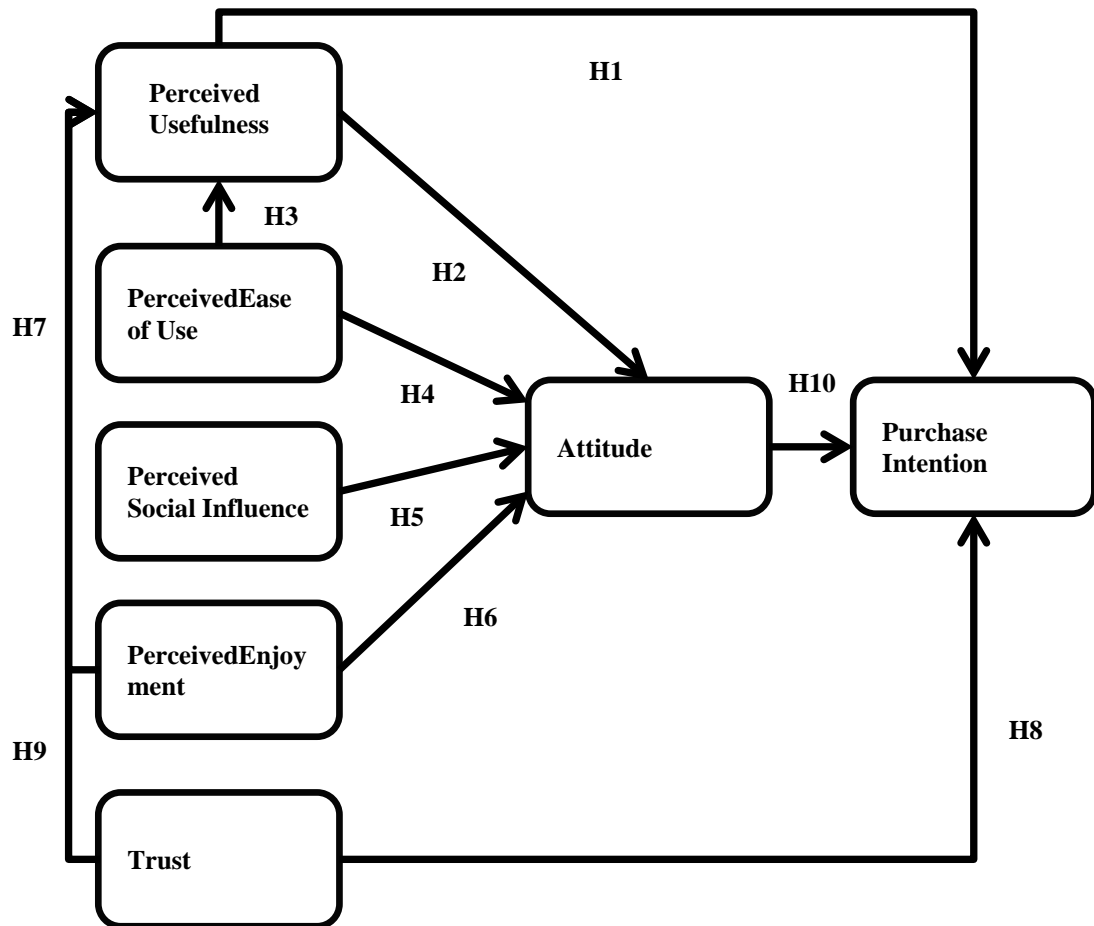 H1
Perceived
Usefulness
H3
H2
PerceivedEase
of Use
H7
H4
H10
Attitude
Purchase
Intention
Perceived
Social Influence
H5
H6
PerceivedEnjoy
ment
H9
H8
Trust